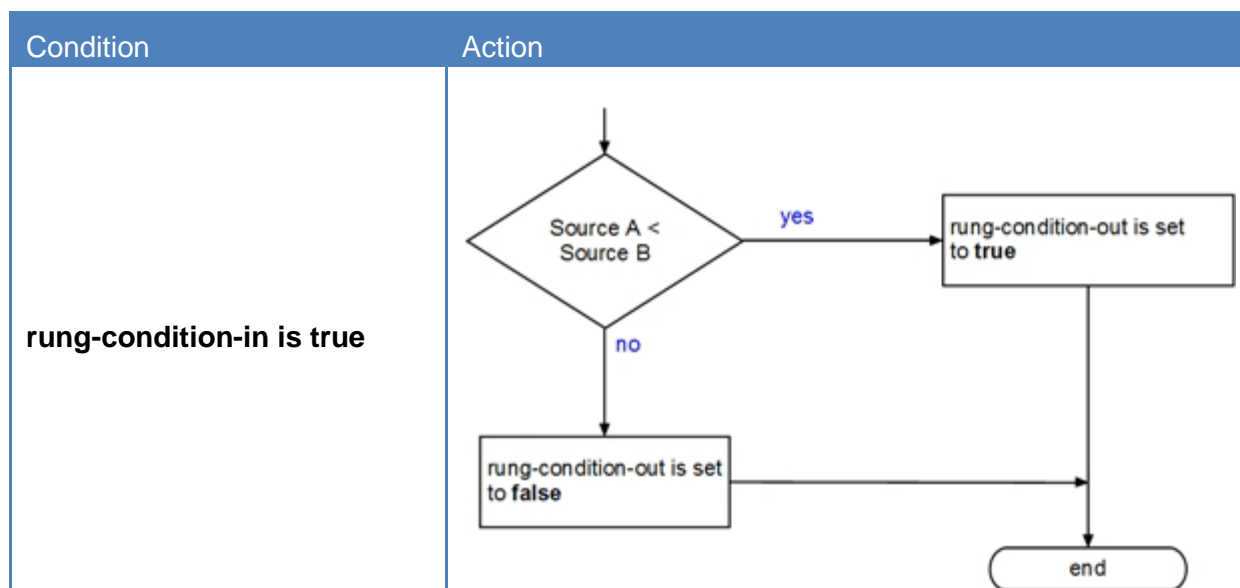 Condition
Action
Source A <
Source B
yes
rung-condition-out is set
to true
rung-condition-in is true
no
rung-condition-out is set
to false
end